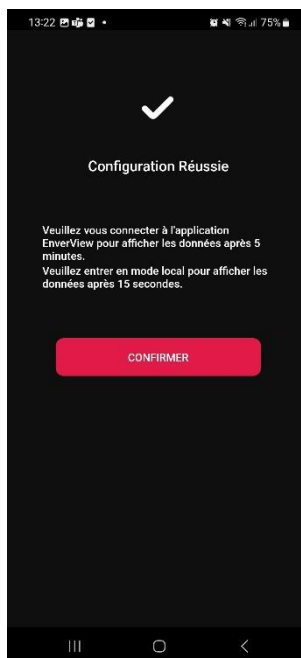 13:22
75%
Configuration Réussie
Veuillez vous connecter à l'application
EnverView pour afficher les données après 5
minutes.
Veuillez entrer en mode local pour afficher les
données après 15 secondes.
CONFIRMER